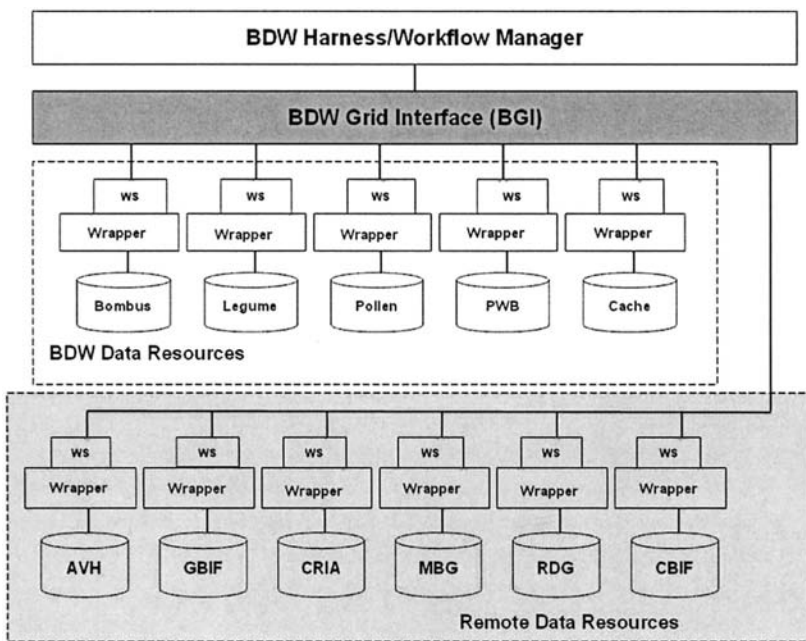 BDW Harness/Workflow Manager
BDW Grid Interface (BGI)
ws ws ws ws ws
Wrapper Wrapper Wrapper Wrapper Wrapper
Bombus Legume Pollen PWB Cache
BDW Data Resources
ws ws ws ws ws ws
Wrapper Wrapper Wrapper Wrapper Wrapper Wrapper
AVH GBIF CRIA MBG RDG CBIF
Remote Data Resources